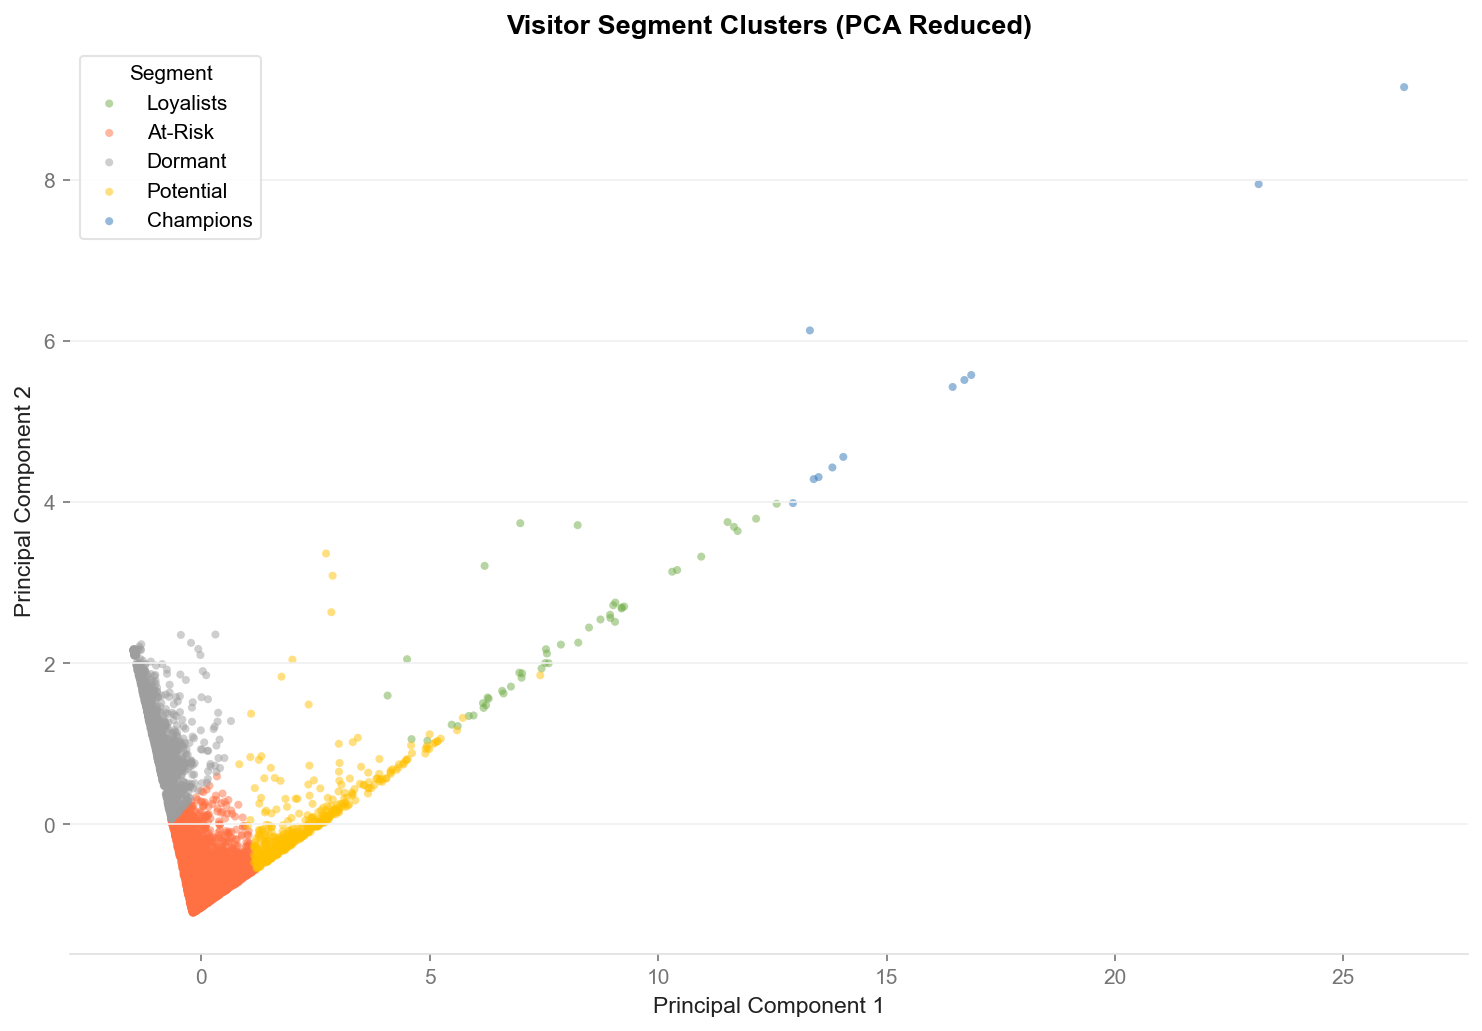 Visitor Segment Clusters (PCA Reduced)
Segment
Loyalists
At-Risk
Dormant
Potential
Champions
8
6
4
2
0
Principal Component 2
0 5 10 15 20 25
Principal Component 1